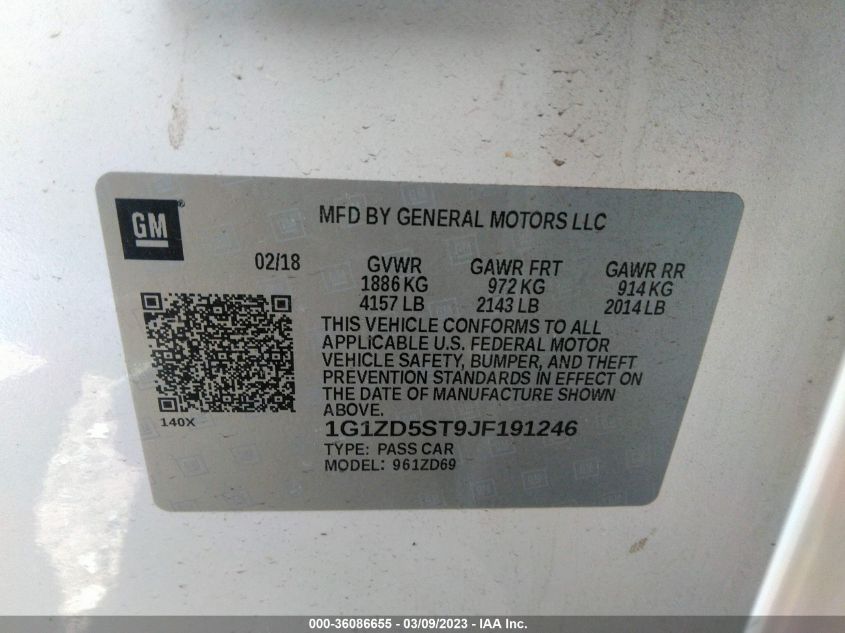 GM
MFD BY GENERAL MOTORS LLC
02/18 GVWR GAWR FRT GAWR RR
1886 KG 972 KG 914 KG
4157 LB 2143 LB 2014 LB
THIS VEHICLE CONFORMS TO ALL
APPLICABLE U.S. FEDERAL MOTOR
VEHICLE SAFETY, BUMPER, AND THEFT
PREVENTION STANDARDS IN EFFECT ON
THE DATE OF MANUFACTURE SHOWN
ABOVE.
140X
1G1ZD5ST9JF191246
TYPE: PASS CAR
MODEL: 961ZD69
000-36086655 - 03/09/2023 - IAA Inc.